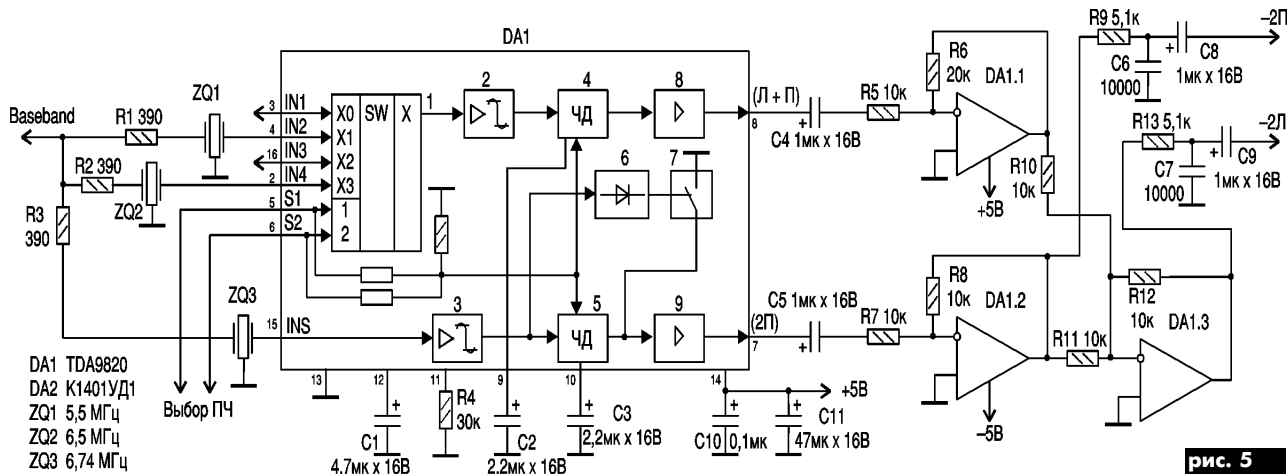 DA1
R9 5,1к
–2П
C8
1мк x 16В
C6
10000
R13 5,1к
–2Л
C9
1мк x 16В
C7
10000
Baseband
R1 390
ZQ1
R2 390
ZQ2
R3
390
ZQ3
3 IN1
4 IN2
16 IN3
2 IN4
5 S1
6 S2
15 INS
X0 SW X
X1
X2
X3
1
2
1
2
4
ЧД
8
6
7
3
5
ЧД
9
(Л + П)
8
C4 1мк x 16В
R5 10к
R6
20к
DA1.1
+5В
R10
10к
(2П)
7
C5 1мк x 16В
R7 10к
R8
10к
DA1.2
–5В
R11 10к
R12
10к
DA1.3
13
12
11
9
10
14
C1
4,7мк x 16В
R4
30к
C2
2.2мк x 16В
C3
2,2мк x 16В
C10 0,1мк
C11
47мк x 16В
+5В
Выбор ПЧ
DA1 TDA9820
DA2 К1401УД1
ZQ1 5,5 МГц
ZQ2 6,5 МГц
ZQ3 6,74 МГц
рис. 5